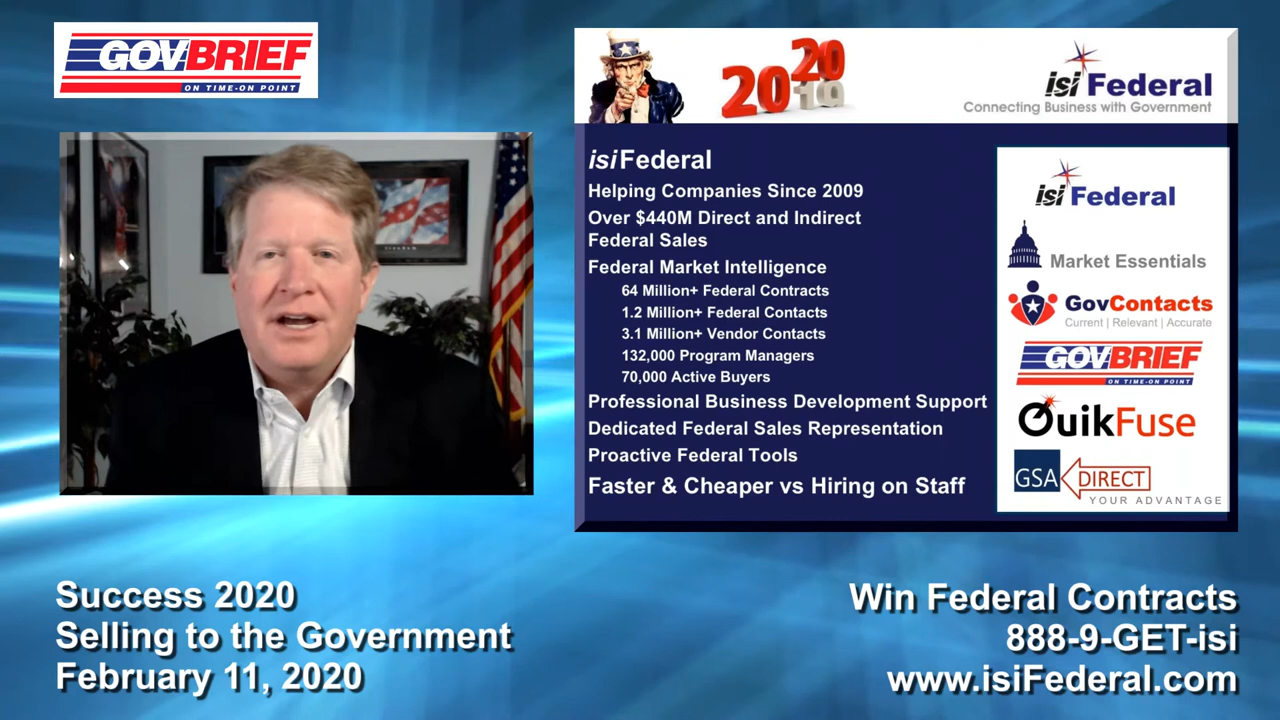 GOVBRIEF
ON TIME-ON POINT
2020
19
isi Federal
Connecting Business with Government
isiFederal
Helping Companies Since 2009
Over $440M Direct and Indirect
Federal Sales
Federal Market Intelligence
64 Million+ Federal Contracts
1.2 Million+ Federal Contacts
3.1 Million+ Vendor Contacts
132,000 Program Managers
70,000 Active Buyers
Professional Business Development Support
Dedicated Federal Sales Representation
Proactive Federal Tools
Faster & Cheaper vs Hiring on Staff
isi Federal
Market Essentials
GovContacts
Current | Relevant | Accurate
GOVBRIEF
ON TIME-ON POINT
QuikFuse
GSA DIRECT
YOUR ADVANTAGE
Success 2020
Selling to the Government
February 11, 2020
Win Federal Contracts
888-9-GET-isi
www.isiFederal.com